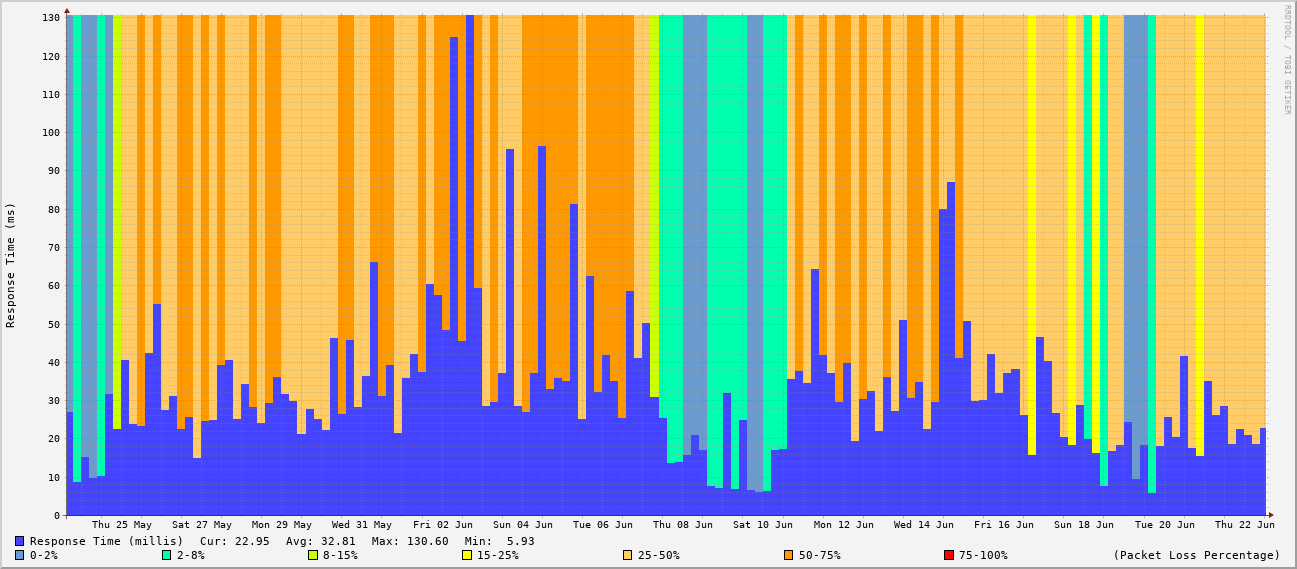 RRDTOOL / TOBI OETIKER
Response Time (ms)
130
120
110
100
90
80
70
60
50
40
30
20
10
0
Thu 25 May Sat 27 May Mon 29 May Wed 31 May Fri 02 Jun Sun 04 Jun Tue 06 Jun Thu 08 Jun Sat 10 Jun Mon 12 Jun Wed 14 Jun Fri 16 Jun Sun 18 Jun Tue 20 Jun Thu 22 Jun
Response Time (millis) Cur: 22.95 Avg: 32.81 Max: 130.60 Min: 5.93
0-2% 2-8% 8-15% 15-25% 25-50% 50-75% 75-100% (Packet Loss Percentage)